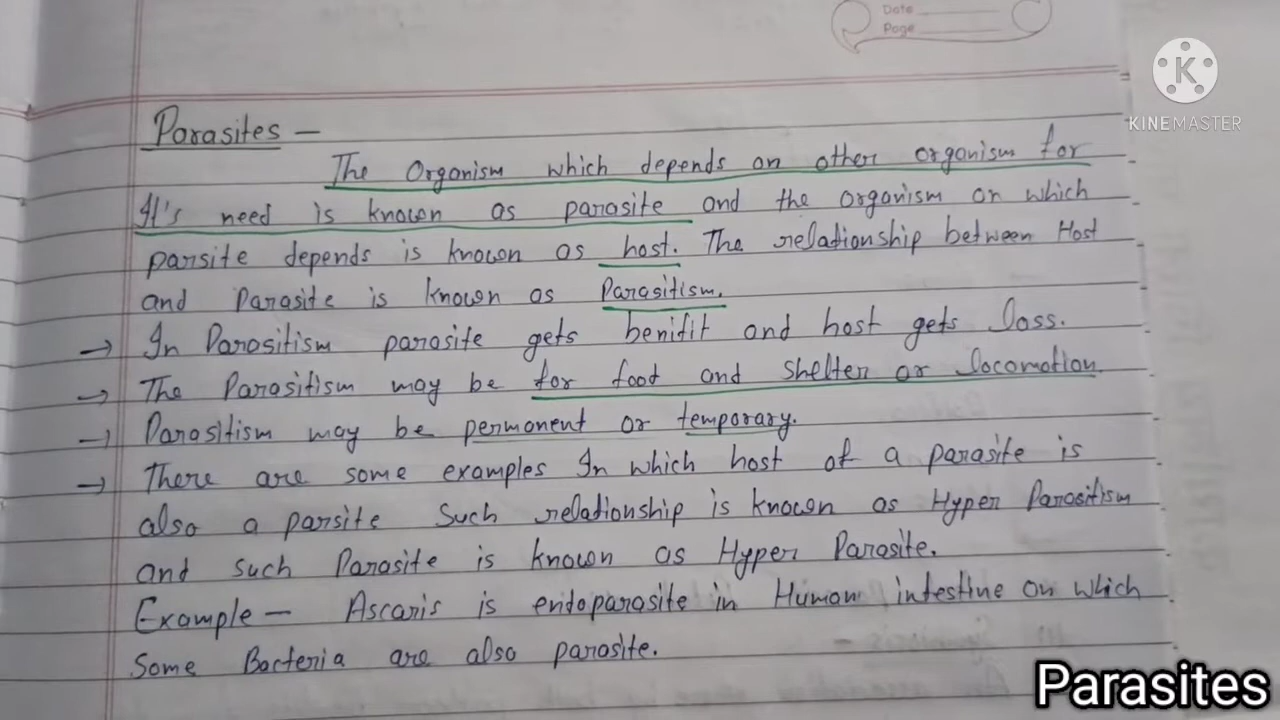 Date
Page
KINEMASTER
Parasites —
The Organism which depends on other organism for
It's need is known as parasite and the organism on which
parsite depends is known as host. The relationship between Host
and Parasite is known as Parasitism.
→ In Parasitism parasite gets benifit and host gets loss.
→ The Parasitism may be for food and shelter or locomotion
→ Parasitism may be permanent or temporary.
→ There are some examples In which host of a parasite is
also a parsite Such relationship is known as Hyper Parasitism
and such Parasite is known as Hyper Parasite.
Example — Ascaris is endoparasite in Human intestine on which
Some Bacteria are also parasite.
Parasites